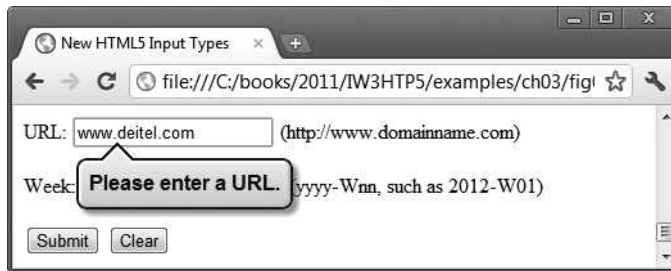 New HTML5 Input Types
file:///C:/books/2011/IW3HTP5/examples/ch03/fig
URL: www.deitel.com (http://www.domainname.com)
Please enter a URL.
Week: yyyy-Wnn, such as 2012-W01)
Submit Clear